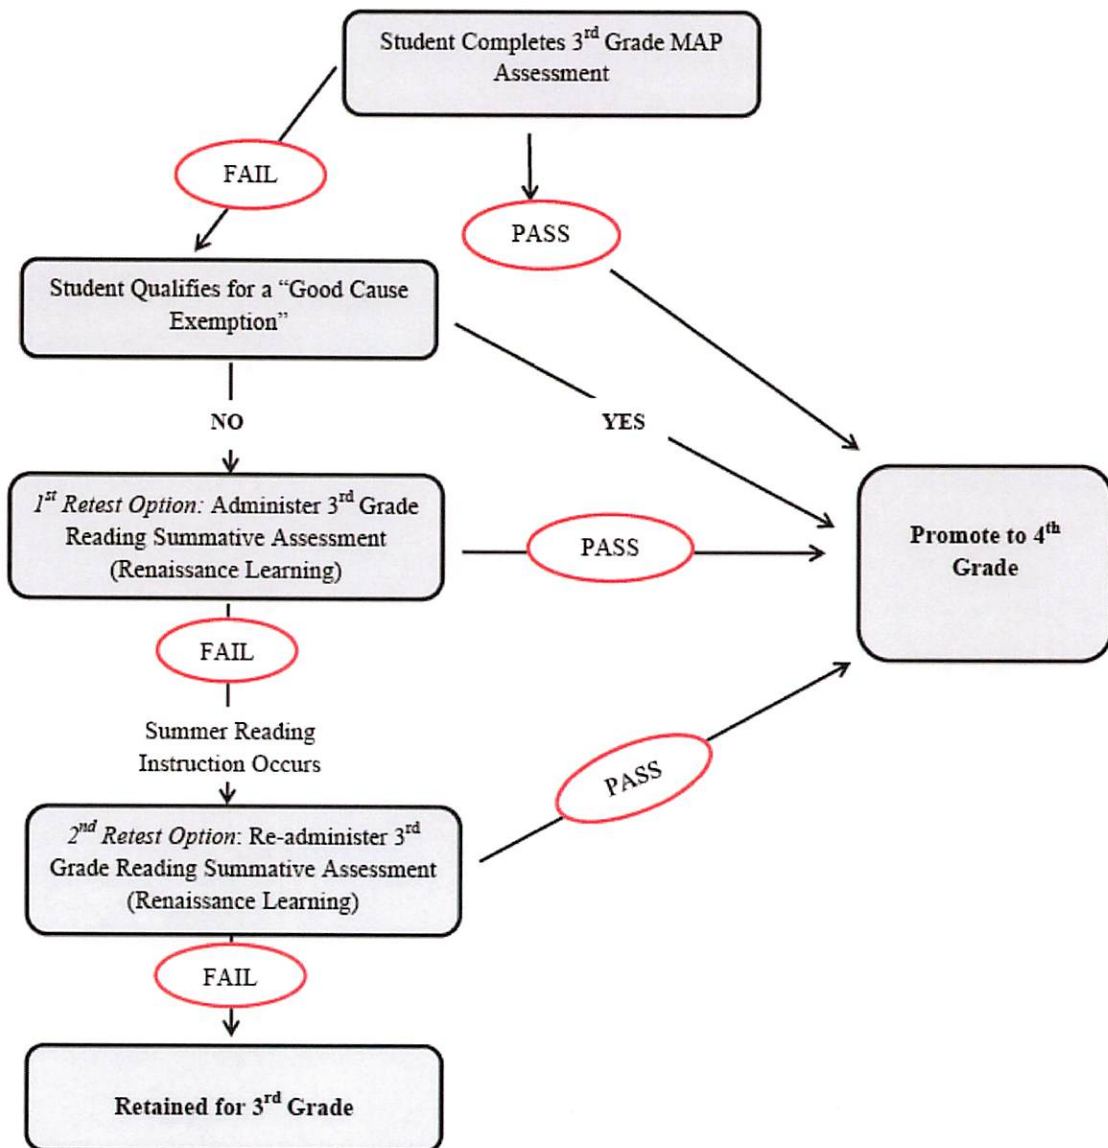 Student Completes 3rd Grade MAP
Assessment
FAIL
PASS
Student Qualifies for a “Good Cause
Exemption”
NO
YES
1st Retest Option: Administer 3rd Grade
Reading Summative Assessment
(Renaissance Learning)
PASS
Promote to 4th
Grade
FAIL
Summer Reading
Instruction Occurs
PASS
2nd Retest Option: Re-administer 3rd
Grade Reading Summative Assessment
(Renaissance Learning)
FAIL
Retained for 3rd Grade